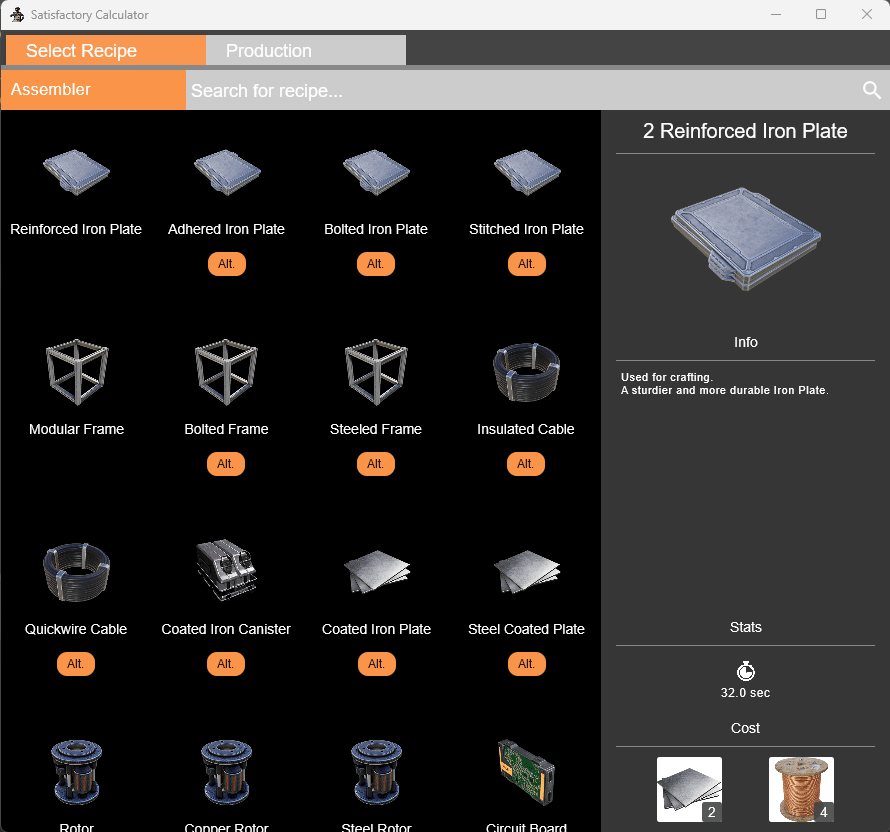 Satisfactory Calculator
Select Recipe
Production
Assembler
Search for recipe...
2 Reinforced Iron Plate
Reinforced Iron Plate
Adhered Iron Plate
Bolted Iron Plate
Stitched Iron Plate
Alt.
Alt.
Alt.
Modular Frame
Bolted Frame
Steeled Frame
Insulated Cable
Alt.
Alt.
Alt.
Quickwire Cable
Coated Iron Canister
Coated Iron Plate
Steel Coated Plate
Alt.
Alt.
Alt.
Alt.
Rotor
Copper Rotor
Steel Rotor
Circuit Board
Info
Used for crafting.
A sturdier and more durable Iron Plate.
Stats
32.0 sec
Cost
2
4